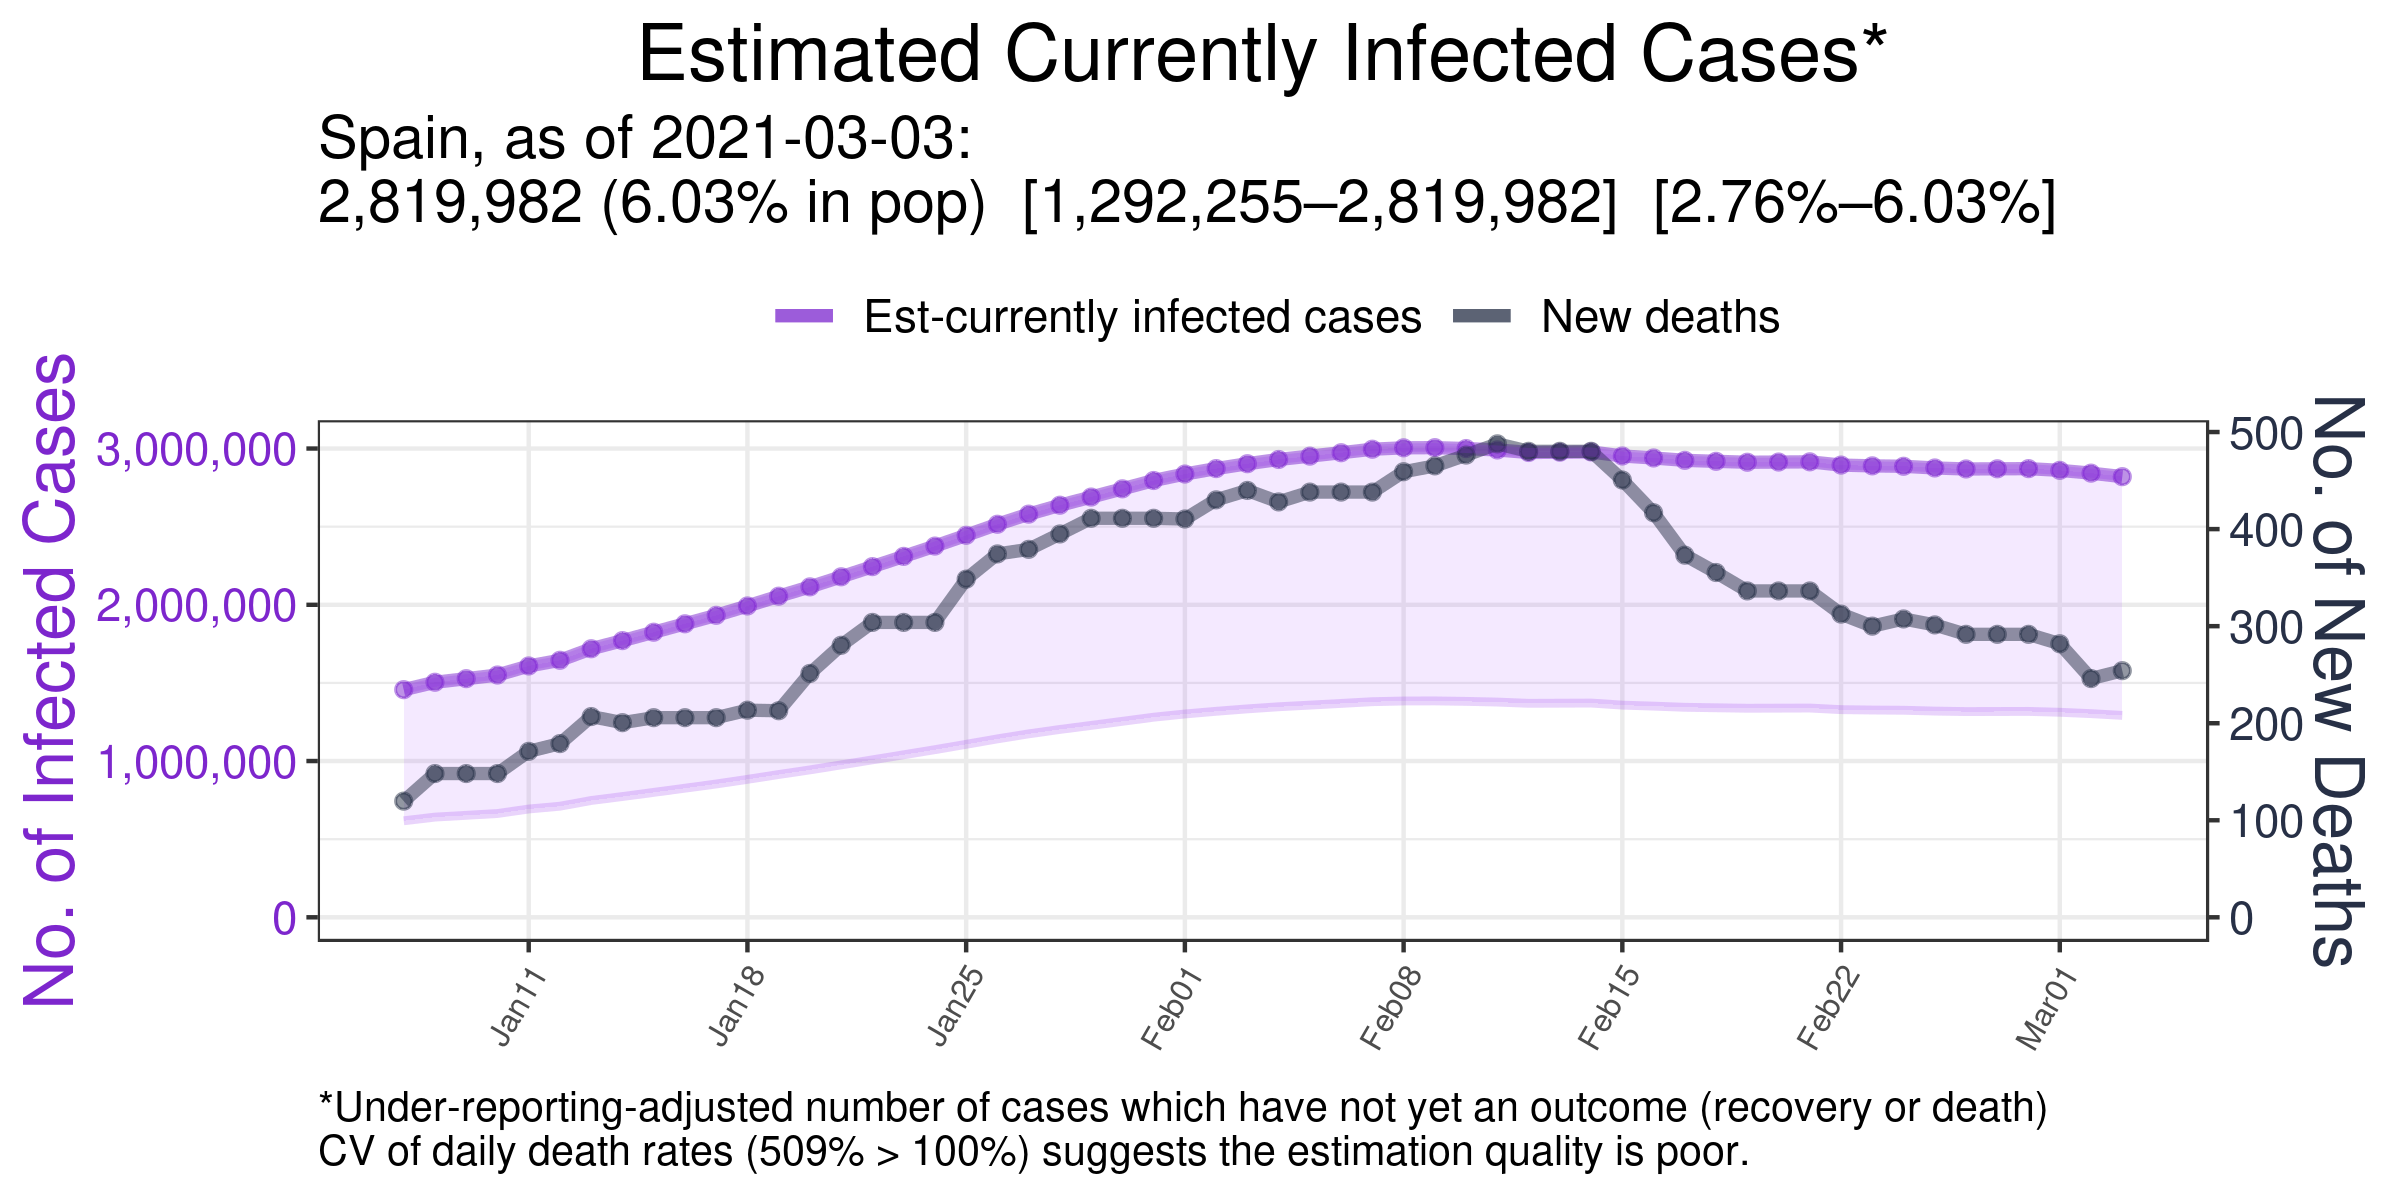 Estimated Currently Infected Cases*
Spain, as of 2021-03-03:
2,819,982 (6.03% in pop)  [1,292,255–2,819,982]  [2.76%–6.03%]
Est-currently infected cases
New deaths
No. of Infected Cases
3,000,000
2,000,000
1,000,000
0
500
400
300
200
100
0
No. of New Deaths
Jan11
Jan18
Jan25
Feb01
Feb08
Feb15
Feb22
Mar01
*Under-reporting-adjusted number of cases which have not yet an outcome (recovery or death)
CV of daily death rates (509% > 100%) suggests the estimation quality is poor.